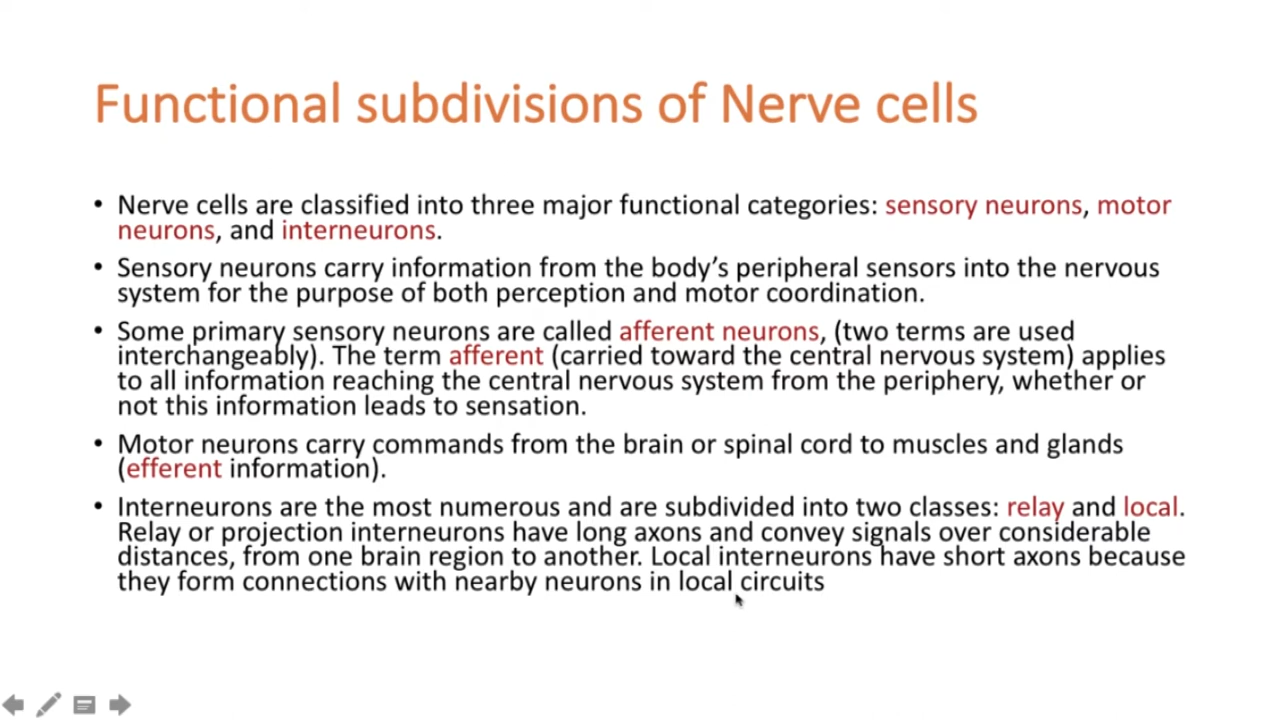 Functional subdivisions of Nerve cells
• Nerve cells are classified into three major functional categories: sensory neurons, motor
neurons, and interneurons.
• Sensory neurons carry information from the body's peripheral sensors into the nervous
system for the purpose of both perception and motor coordination.
• Some primary sensory neurons are called afferent neurons, (two terms are used
interchangeably). The term afferent (carried toward the central nervous system) applies
to all information reaching the central nervous system from the periphery, whether or
not this information leads to sensation.
• Motor neurons carry commands from the brain or spinal cord to muscles and glands
(efferent information).
• Interneurons are the most numerous and are subdivided into two classes: relay and local.
Relay or projection interneurons have long axons and convey signals over considerable
distances, from one brain region to another. Local interneurons have short axons because
they form connections with nearby neurons in local circuits